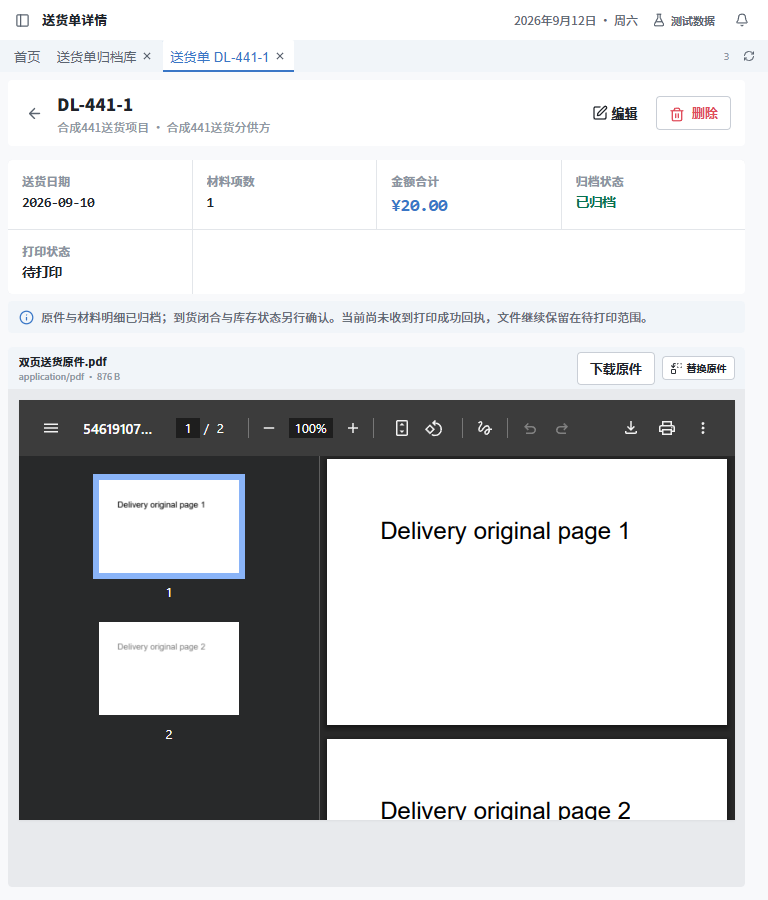 送货单详情
2026年9月12日 • 周六
测试数据
首页
送货单归档库
送货单 DL-441-1
3
DL-441-1
合成441送货项目 • 合成441送货分供方
编辑
删除
送货日期
2026-09-10
材料项数
1
金额合计
¥20.00
归档状态
已归档
打印状态
待打印
原件与材料明细已归档；到货闭合与库存状态另行确认。当前尚未收到打印成功回执，文件继续保留在待打印范围。
双页送货原件.pdf
application/pdf • 876 B
下载原件
替换原件
54619107...
1 / 2
100%
Delivery original page 1
1
Delivery original page 2
2
Delivery original page 1
Delivery original page 2